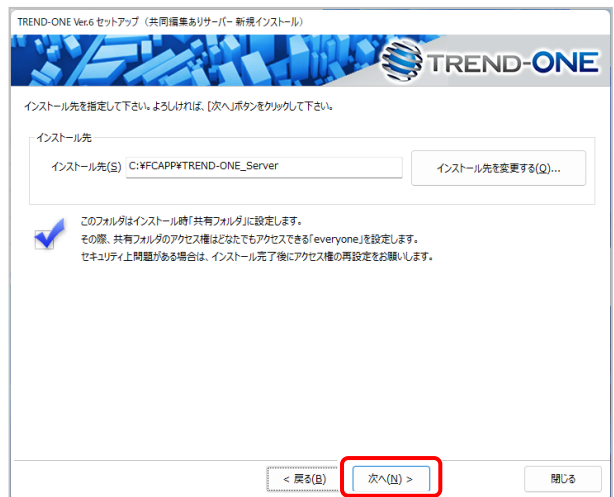 TREND-ONE Ver.6 セットアップ（共同編集ありサーバー 新規インストール）
TREND-ONE
インストール先を指定して下さい。よろしければ、[次へ]ボタンをクリックして下さい。
インストール先
インストール先(S) C:¥FCAPP¥TREND-ONE_Server インストール先を変更する(Q)...
このフォルダはインストール時「共有フォルダ」に設定します。
その際、共有フォルダのアクセス権はどなたでもアクセスできる「everyone」を設定します。
セキュリティ上問題がある場合は、インストール完了後にアクセス権の再設定をお願いします。
< 戻る(B) 次へ(N) > 閉じる